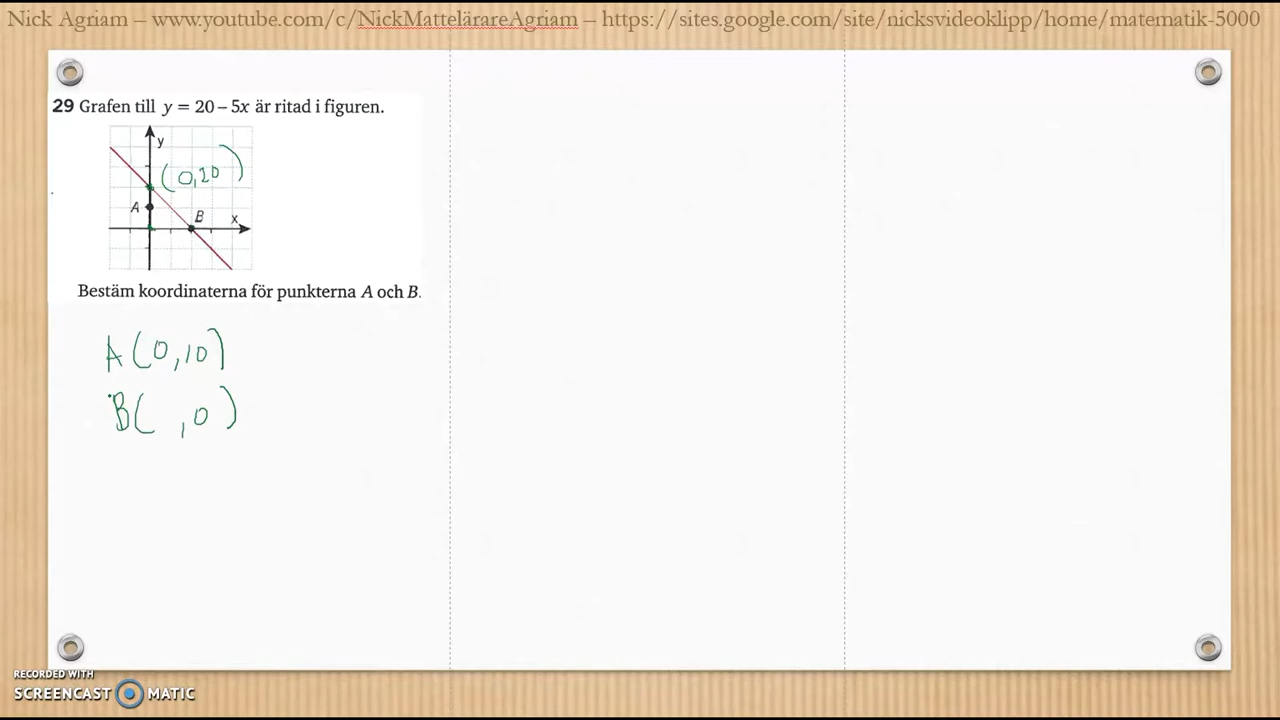 Nick Agriam – www.youtube.com/c/NickMattelärareAgriam – https://sites.google.com/site/nicksvideoklipp/home/matematik-5000
29 Grafen till y = 20 – 5x är ritad i figuren.
y
(0,20)
A
B
x
Bestäm koordinaterna för punkterna A och B.
A(0,10)
B( ,0)
RECORDED WITH
SCREENCAST MATIC